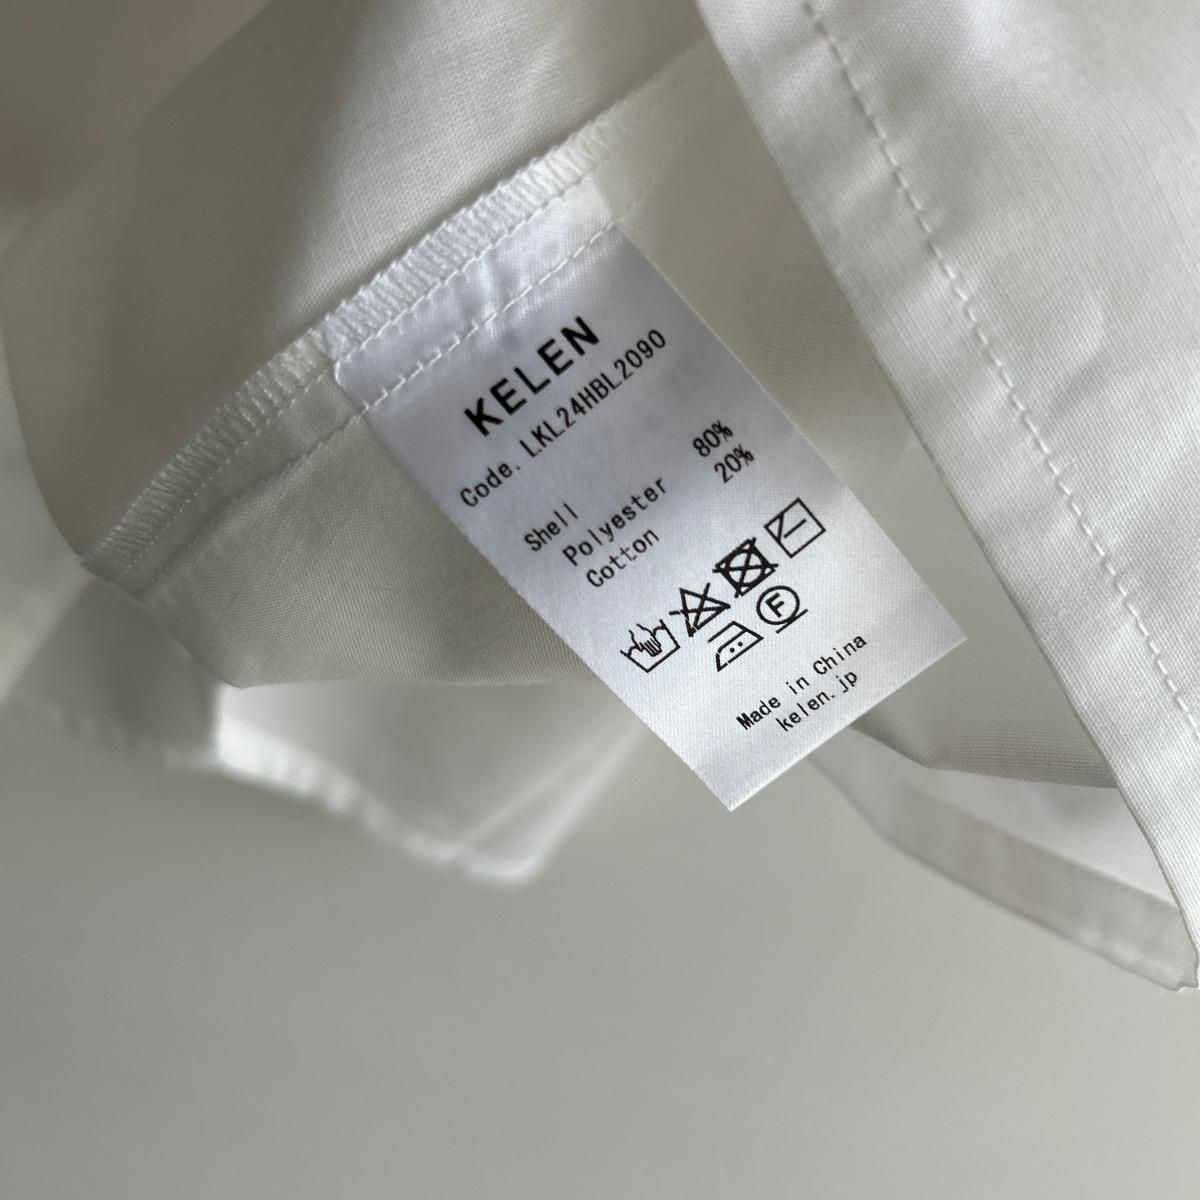 KELEN
Code. LKL24HBL2090
Shell
Polyester 80%
Cotton 20%
F
Made in China
kelen.jp